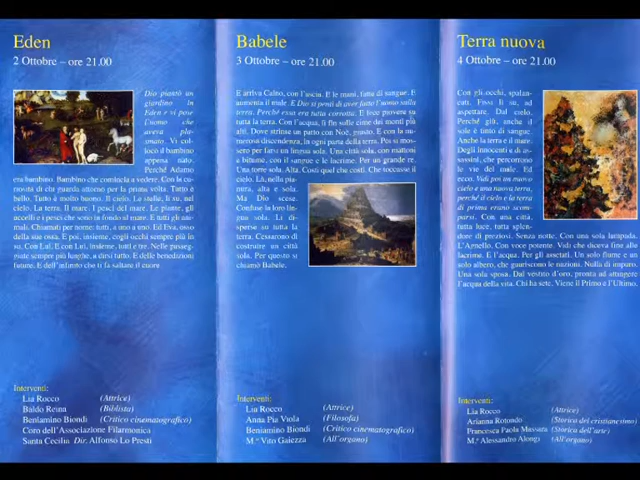 Eden
2 Ottobre – ore 21.00
Dio piantò un
giardino in
Eden e vi pose
l'uomo che
aveva pla-
smato. Vi col-
locò il bambino
appena nato.
Perché Adamo
era bambino. Bambino che comincia a vedere. Con la cu-
riosità di chi guarda attorno per la prima volta. Tutto è
bello. Tutto è molto buono. Il cielo. Le stelle, lì su, nel
cielo. La terra. Il mare. I pesci del mare. Le piante, gli
uccelli e i pesci che sono in fondo al mare. E tutti gli ani-
mali. Chiamati per nome: tutti, a uno a uno. Ed Eva, osso
della sua ossa. E poi, insieme, cogli occhi sempre più in
su. Con Lui. E con Lui, insieme, tutti e tre. Nelle passeg-
giate sempre più lunghe, a darsi tutto. E delle benedizioni
future. E dell'infinito che ti fa saltare il cuore
Interventi:
Lia Rocco (Attrice)
Baldo Reina (Biblista)
Beniamino Biondi (Critico cinematografico)
Coro dell'Associazione Filarmonica
Santa Cecilia Dir. Alfonso Lo Presti
Babele
3 Ottobre – ore 21.00
E arriva Caino, con l'ascia. E le mani, fatta di sangue. E
aumenta il male. E Dio si pentì di aver fatto l'uomo sulla
terra. Perché essa era tutta corrotta. E fece piovere su
tutta la terra. Con l'acqua, fin sulle cime dei monti più
alti. Dove strinse un patto con Noè, giusto. E con la nu-
merosa discendenza, in ogni parte della terra. Poi si mos-
sero per farsi un lingua sola. Una città sola, con mattoni
e bitume, con il sangue e le lacrime. Per un grande re.
Una torre sola. Alta. Costi quel che costi. Che toccasse il
cielo. Là, nella pia-
nura, alta e sola.
Ma Dio scese.
Confuse la loro lin-
gua sola. Li di-
sperse su tutta la
terra. Cessarono di
costruire un città
sola. Per questo si
chiamò Babele.
Interventi:
Lia Rocco (Attrice)
Anna Pia Viola (Filosofa)
Beniamino Biondi (Critico cinematografico)
M.° Vito Gaiezza (All'organo)
Terra nuova
4 Ottobre – ore 21.00
Con gli occhi, spalan-
cati. Fissi lì su, ad
aspettare. Dal cielo.
Perché giù, anche il
sole è tinto di sangue.
Anche la terra e il mare.
Degli innocenti e di as-
sassini, che percorrono
le vie del male. Ed
ecco. Vidi poi un nuovo
cielo e una nuova terra,
perché il cielo e la terra
di prima erano scom-
parsi. Con una città,
tutta luce, tutta splen-
dore di preziosi. Senza notte. Con una sola lampada.
L'Agnello. Con voce potente. Vidi che diceva fine alle
lacrime. E l'acqua. Per gli assetati. Un solo fiume e un
solo albero, che guariscono le nazioni. Nulla di impuro.
Una sola sposa. Dal vestito d'oro, pronta ad attingere
l'acqua della vita. Chi ha sete. Viene il Primo e l'Ultimo.
Interventi:
Lia Rocco (Attrice)
Arianna Rotondo (Storica del cristianesimo)
Francesca Paola Massara (Storica dell'arte)
M.° Alessandro Alongi (All'organo)